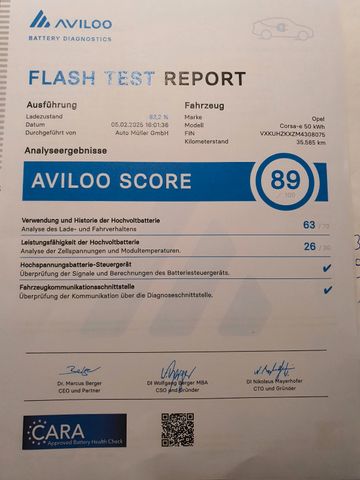 AVILOO
BATTERY DIAGNOSTICS
FLASH TEST REPORT
Ausführung
Fahrzeug
Ladezustand 82,2 %
Marke Opel
Datum 05.02.2025 16:01:36
Modell Corsa-e 50 kWh
Durchgeführt von Auto Müller GmbH
FIN VXKUHZKXZM4308075
Kilometerstand 35.585 km
Analyseergebnisse
AVILOO SCORE 89
/100
Verwendung und Historie der Hochvoltbatterie
Analyse des Lade- und Fahrverhaltens 63 / 70
Leistungsfähigkeit der Hochvoltbatterie
Analyse der Zellspannungen und Modultemperaturen. 26 / 30
Hochspannungsbatterie-Steuergerät
Überprüfung der Signale und Berechnungen des Batteriesteuergeräts.
Fahrzeugkommunikationsschnittstelle
Überprüfung der Kommunikation über die Diagnoseschnittstelle.
Dr. Marcus Berger
CEO und Partner
DI Wolfgang Berger MBA
CSO und Gründer
DI Nikolaus Mayerhofer
CTO und Gründer
CARA
Approved Battery Health Check